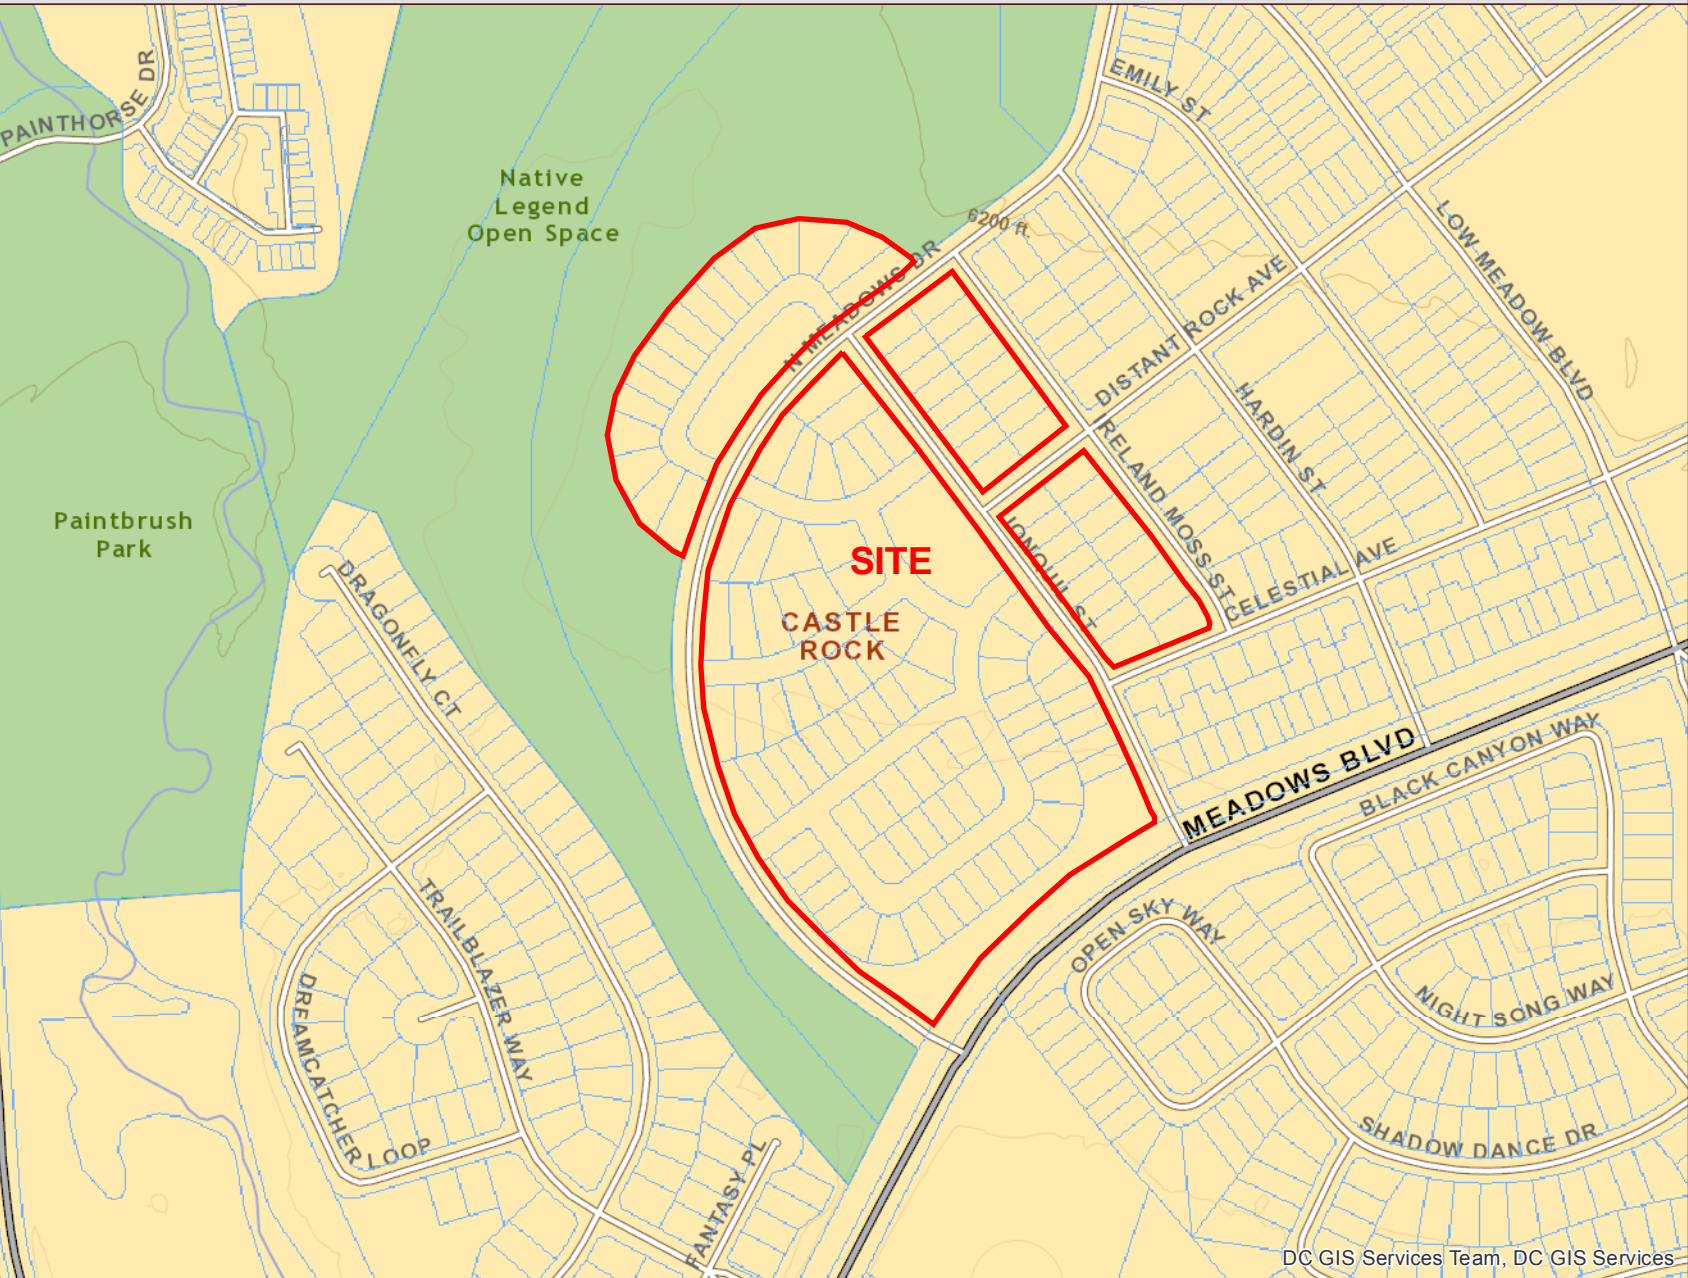 PAINTHORSE DR
EMILY ST
Native
Legend
Open Space
6200 ft.
N MEADOWS DR
LOW MEADOW BLVD
DISTANT ROCK AVE
HARDIN ST
IRELAND MOSS ST
JONQUIL ST
CELESTIAL AVE
Paintbrush
Park
SITE
CASTLE
ROCK
DRAGONFLY CT
MEADOWS BLVD
BLACK CANYON WAY
TRAILBLAZER WAY
OPEN SKY WAY
NIGHT SONG WAY
DREAMCATCHER LOOP
SHADOW DANCE DR
FANTASY PL
DC GIS Services Team, DC GIS Services